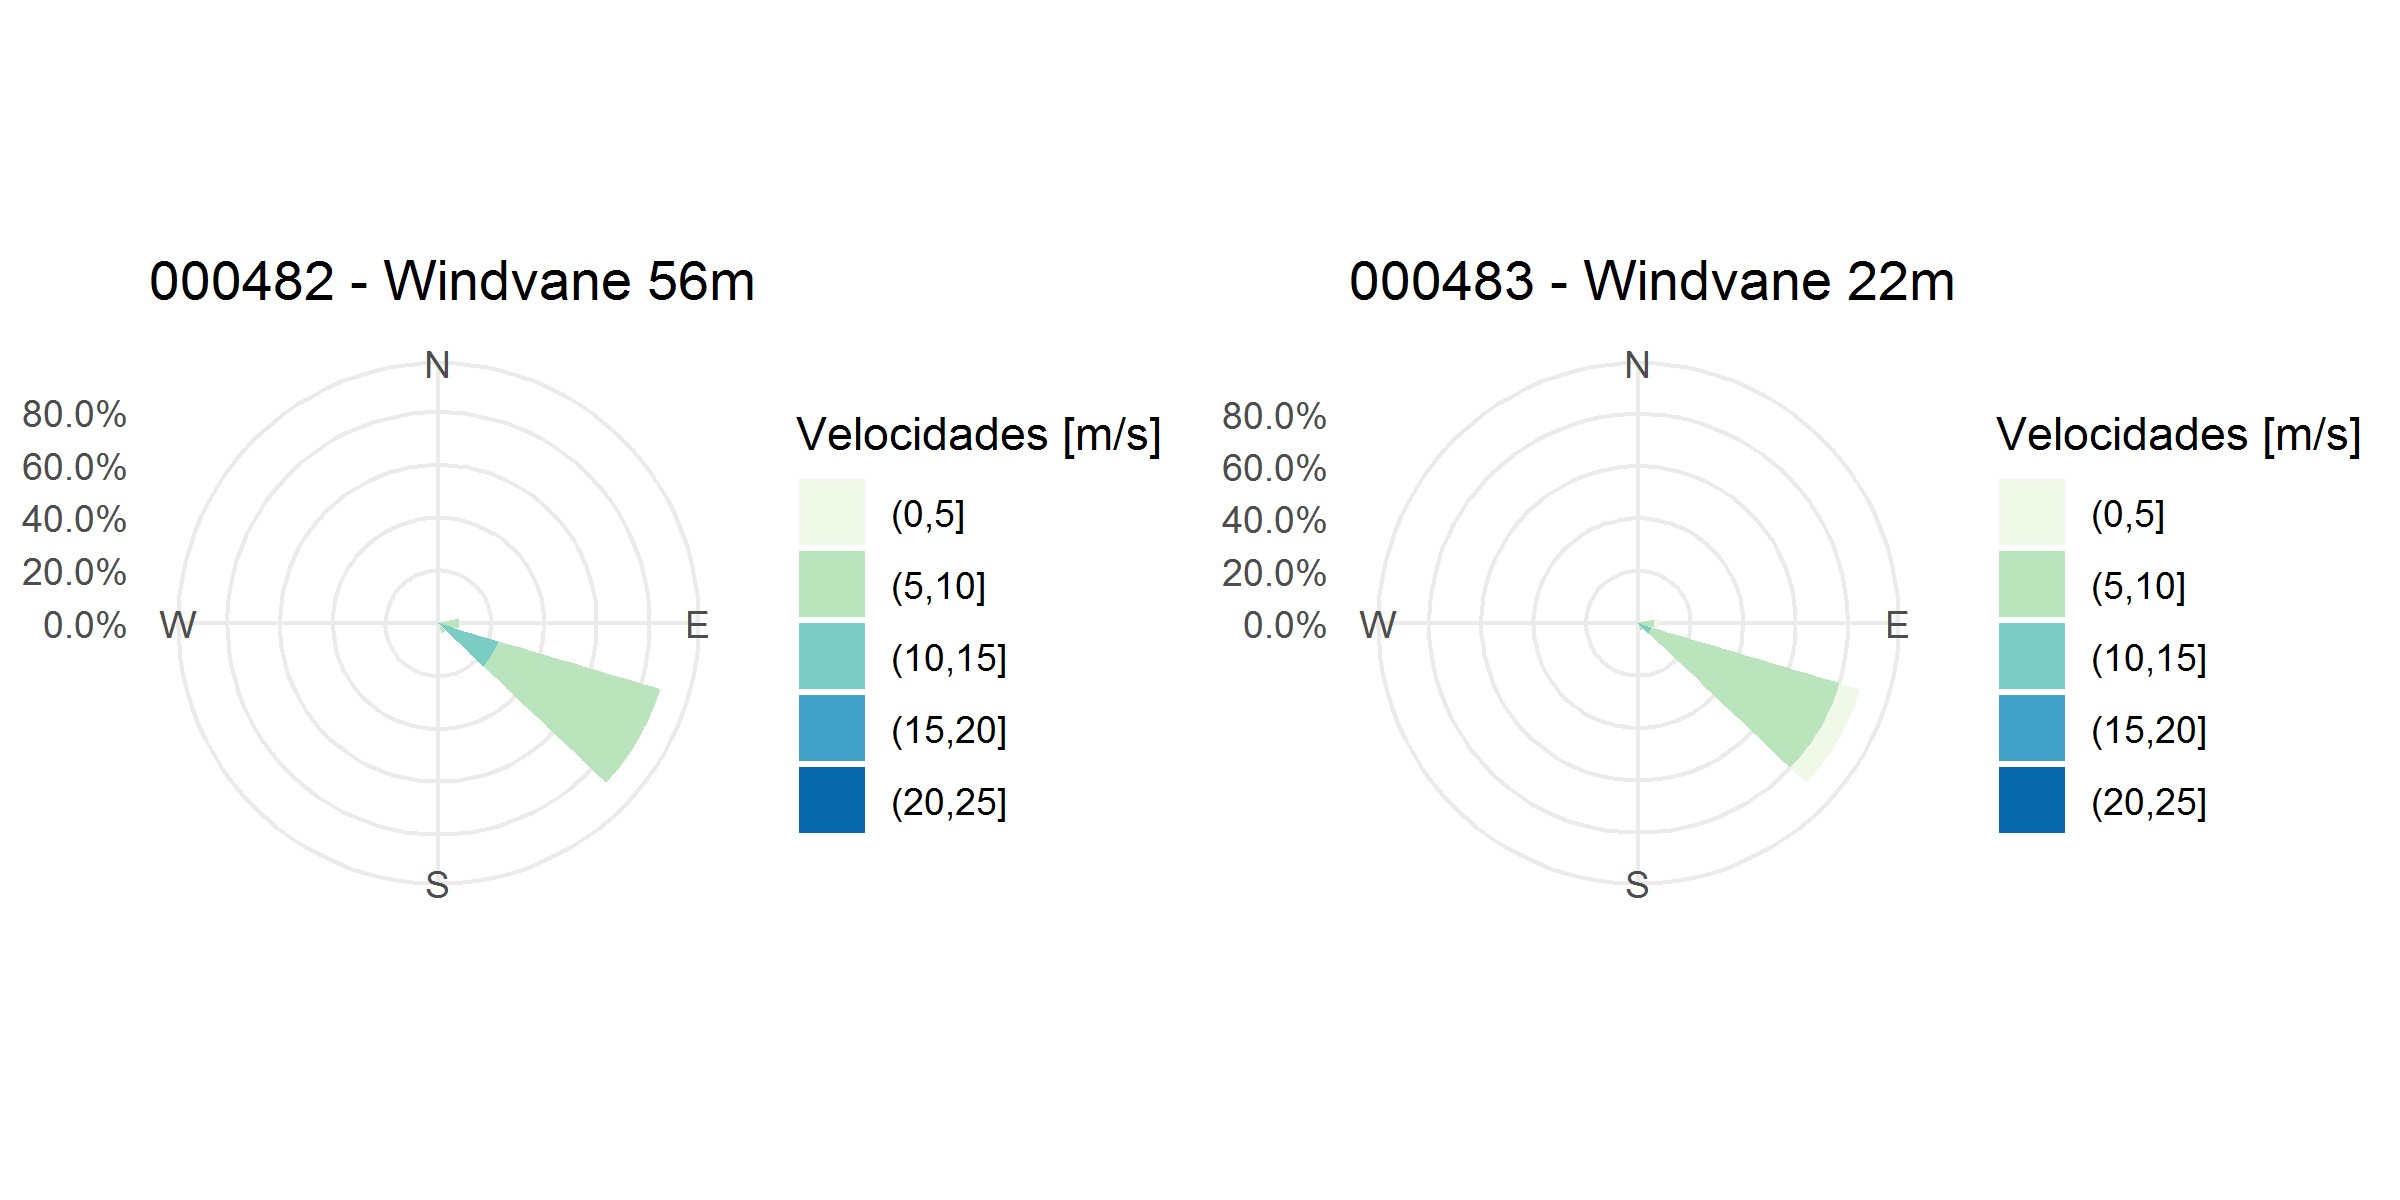 000482 - Windvane 56m
N
80.0%
60.0%
40.0%
20.0%
0.0%
W
E
S
Velocidades [m/s]
(0,5]
(5,10]
(10,15]
(15,20]
(20,25]
000483 - Windvane 22m
N
80.0%
60.0%
40.0%
20.0%
0.0%
W
E
S
Velocidades [m/s]
(0,5]
(5,10]
(10,15]
(15,20]
(20,25]